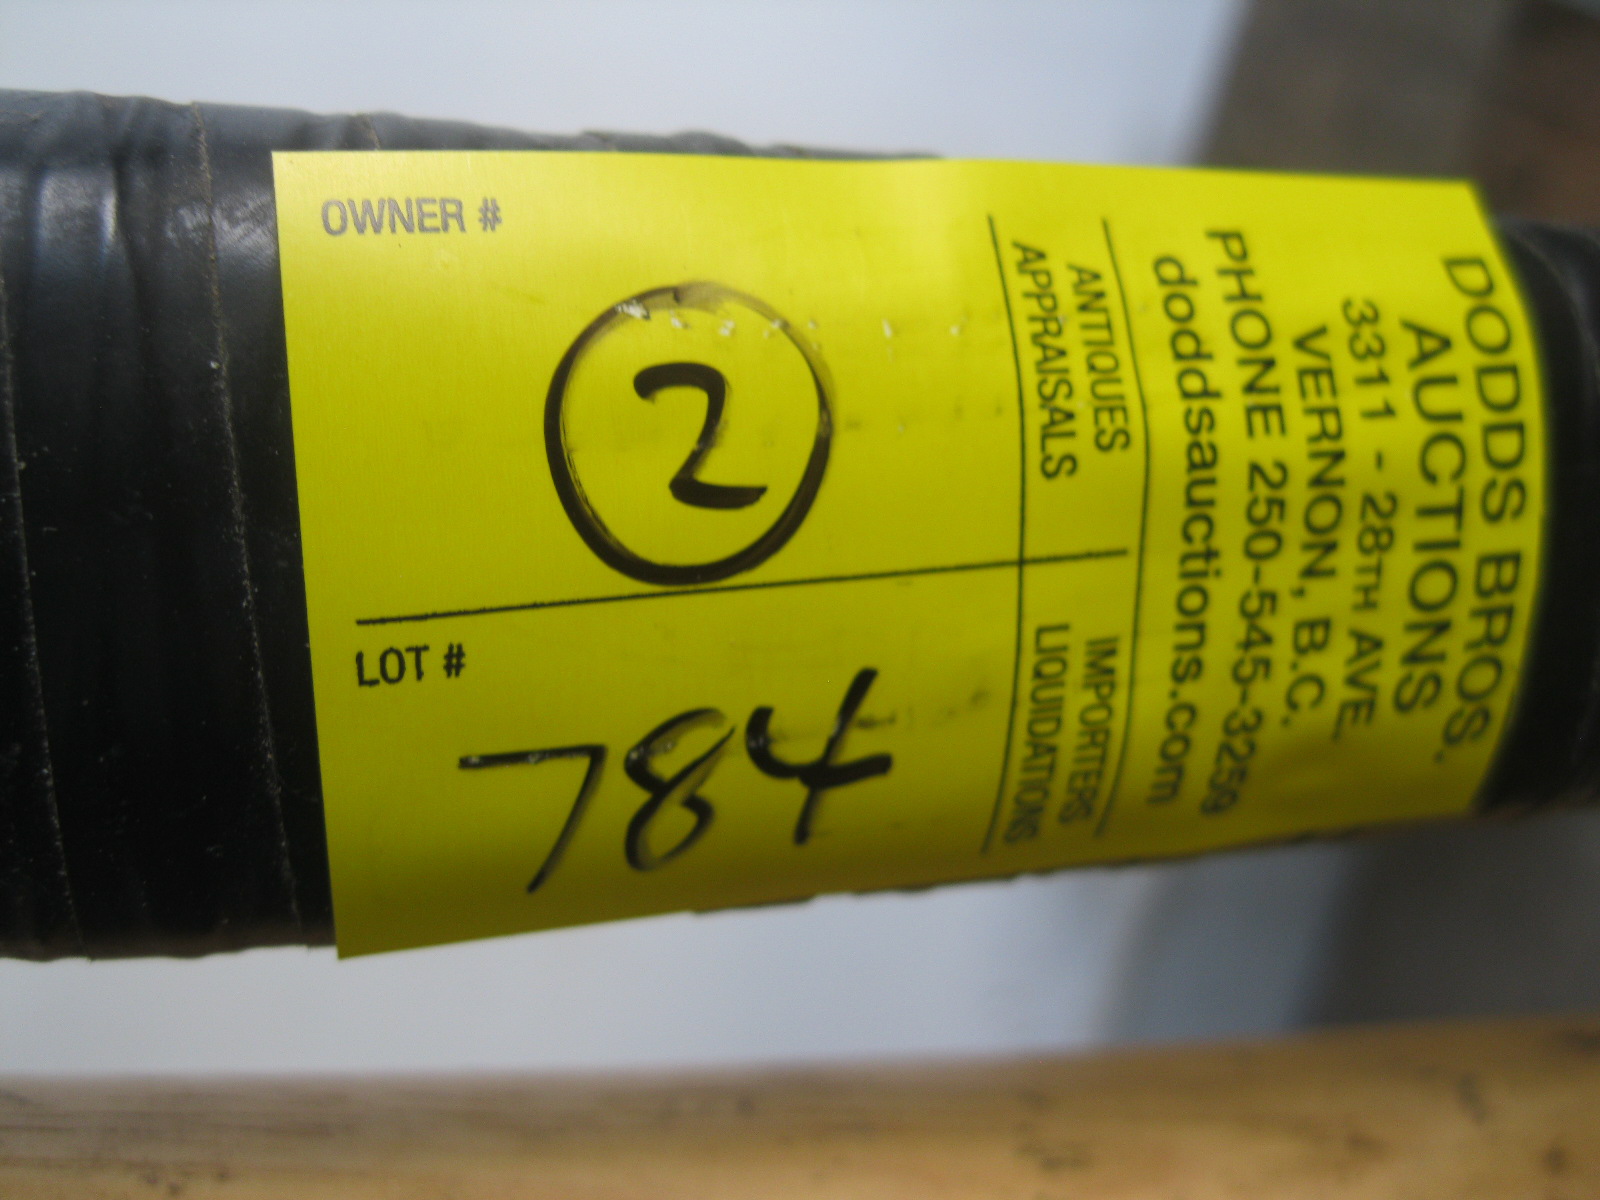 DODDS BROS.
AUCTIONS
3311 - 28TH AVE.
VERNON, B.C.
PHONE 250-545-3259
doddsauctions.com
ANTIQUES
APPRAISALS
IMPORTERS
LIQUIDATIONS
OWNER #
2
LOT #
784